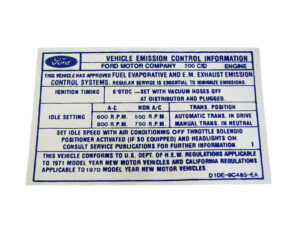 Ford
VEHICLE EMISSION CONTROL INFORMATION
FORD MOTOR COMPANY 200 CID ENGINE
THIS VEHICLE HAS APPROVED FUEL EVAPORATIVE AND E.M. EXHAUST EMISSION
CONTROL SYSTEMS. REGULAR SERVICE IS ESSENTIAL TO MINIMIZE EMISSIONS.
IGNITION TIMING 6°BTDC—SET WITH VACUUM HOSES OFF
AT DISTRIBUTOR AND PLUGGED
A-C NON A/C TRANS. POSITION
IDLE SETTING 600 R.P.M. 550 R.P.M. AUTOMATIC TRANS. IN DRIVE
800 R.P.M. 750 R.P.M. MANUAL TRANS. IN NEUTRAL
SET IDLE SPEED WITH AIR CONDITIONING OFF THROTTLE SOLENOID
POSITIONER ACTIVATED (IF SO EQUIPPED) AND HEADLIGHTS ON
CONSULT SERVICE PUBLICATIONS FOR FURTHER INFORMATION.
THIS VEHICLE CONFORMS TO U.S. DEPT. OF H.E.W. REGULATIONS APPLICABLE
TO 1971 MODEL YEAR NEW MOTOR VEHICLES AND CALIFORNIA REGULATIONS
APPLICABLE TO 1970 MODEL YEAR NEW MOTOR VEHICLES
D1DE-9C485-EA